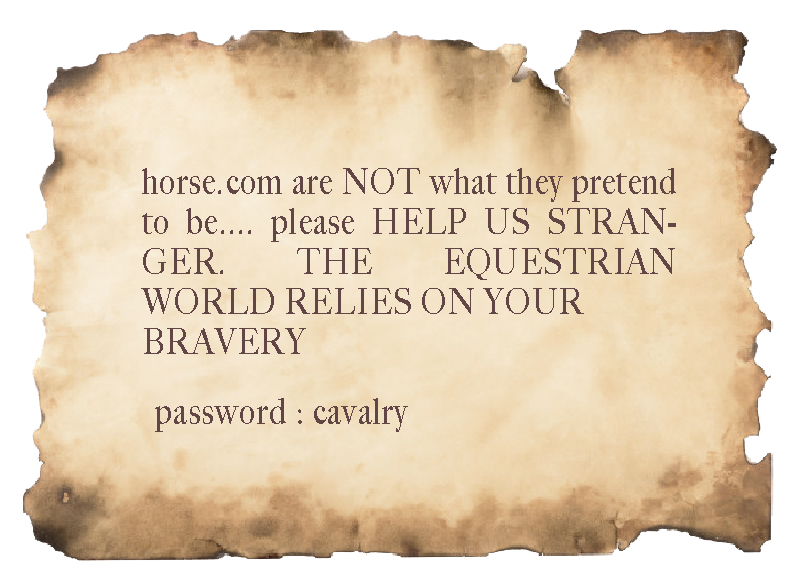 horse.com are NOT what they pretend
to be.... please HELP US STRAN-
GER. THE EQUESTRIAN
WORLD RELIES ON YOUR
BRAVERY
password : cavalry